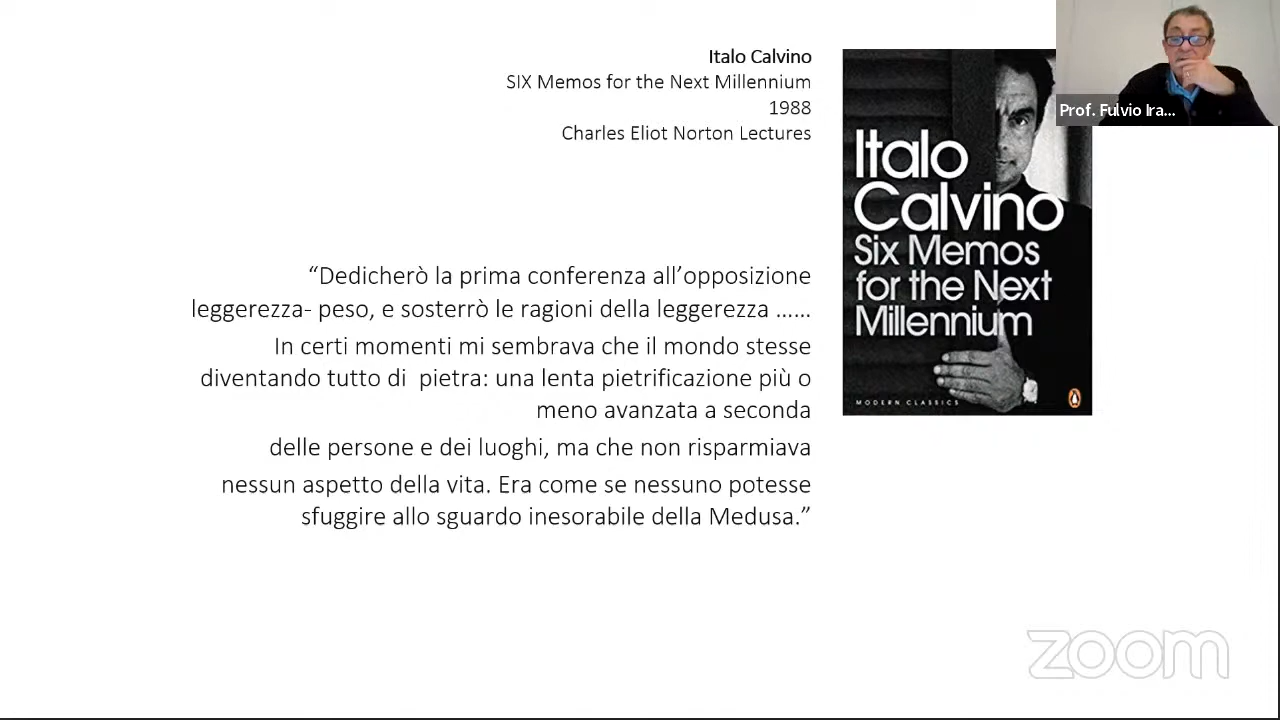 Italo Calvino
SIX Memos for the Next Millennium
1988
Charles Eliot Norton Lectures
“Dedicherò la prima conferenza all’opposizione
leggerezza- peso, e sosterrò le ragioni della leggerezza ......
In certi momenti mi sembrava che il mondo stesse
diventando tutto di  pietra: una lenta pietrificazione più o
meno avanzata a seconda
delle persone e dei luoghi, ma che non risparmiava
nessun aspetto della vita. Era come se nessuno potesse
sfuggire allo sguardo inesorabile della Medusa.”
Italo
Calvino
Six Memos
for the Next
Millennium
MODERN CLASSICS
Prof. Fulvio Ira...
zoom